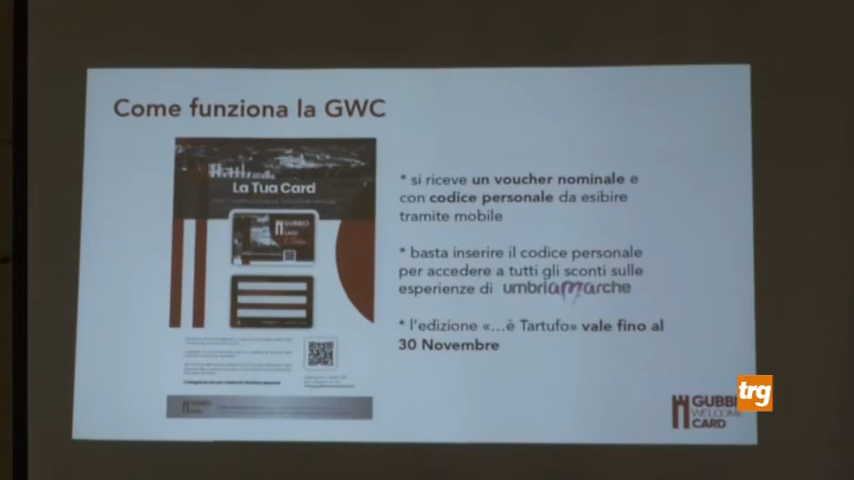 Come funziona la GWC
La Tua Card
* si riceve un voucher nominale e
con codice personale da esibire
tramite mobile
* basta inserire il codice personale
per accedere a tutti gli sconti sulle
esperienze di umbriamarche
* l'edizione «...è Tartufo» vale fino al
30 Novembre
trg
GUBBI
WELCOME
CARD